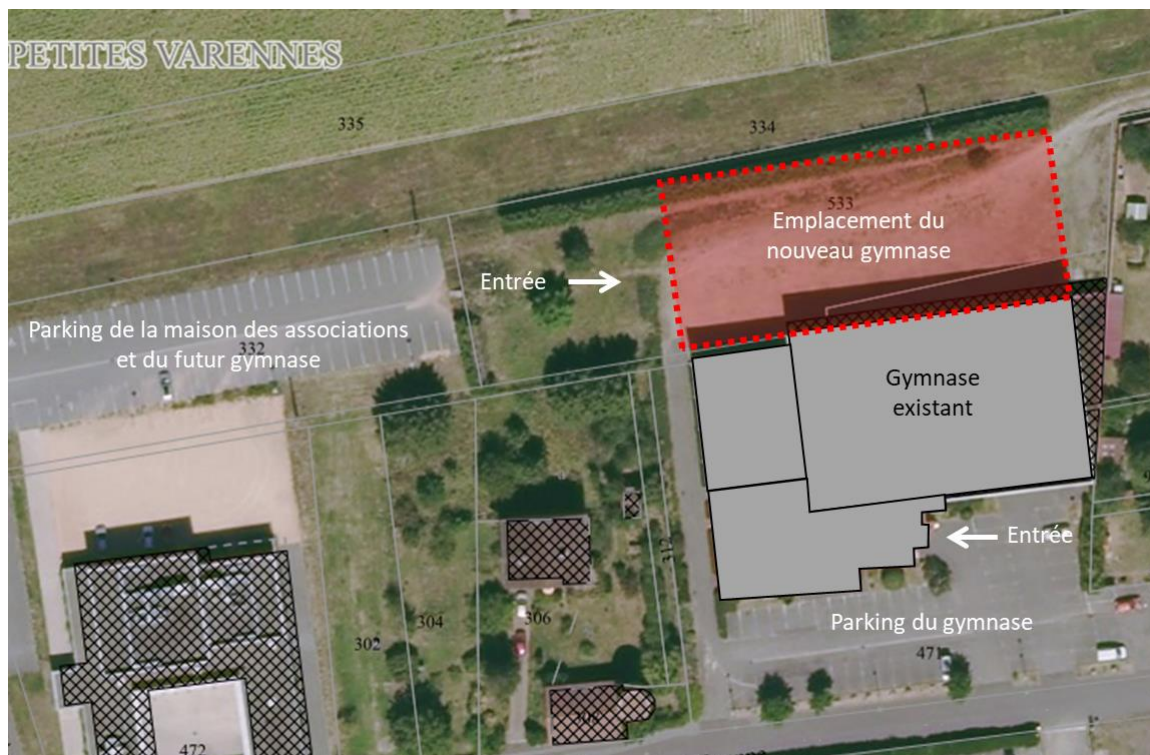 PETITES VARENNES
335
334
533
Emplacement du
nouveau gymnase
Entrée
Parking de la maison des associations
et du futur gymnase
332
Gymnase
existant
Entrée
312
304
306
302
Parking du gymnase
471
472